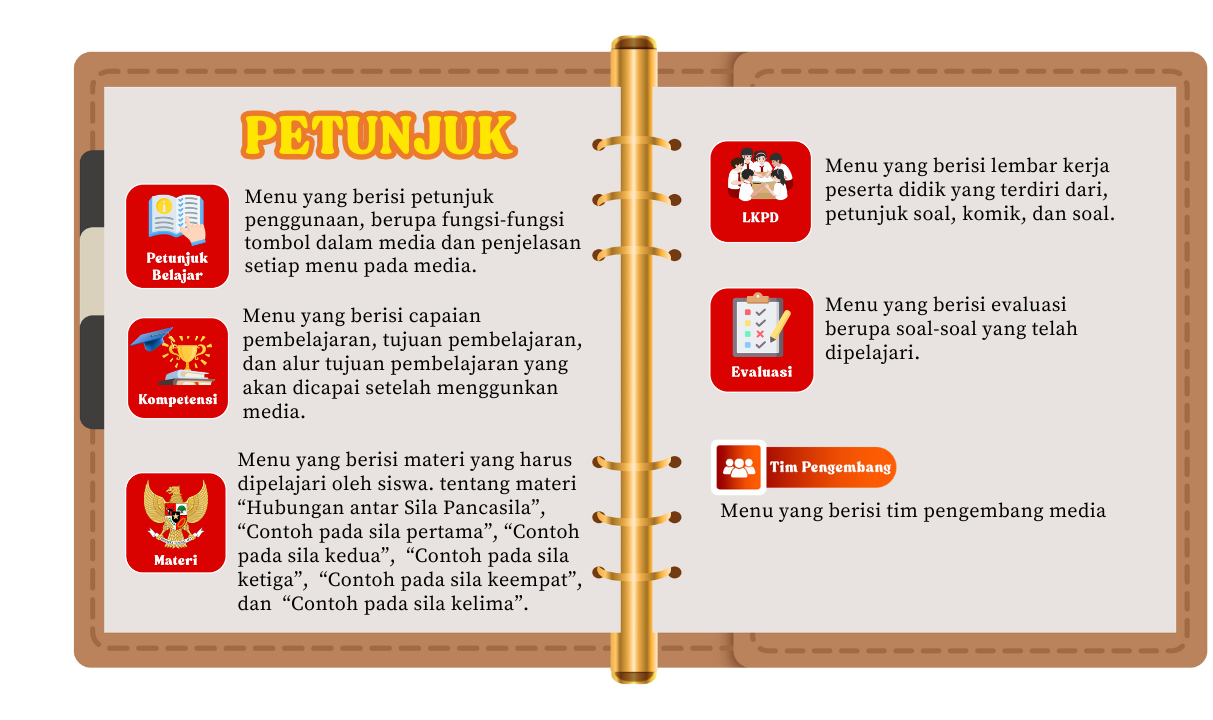 PETUNJUK
Petunjuk
Belajar
Menu yang berisi petunjuk
penggunaan, berupa fungsi-fungsi
tombol dalam media dan penjelasan
setiap menu pada media.
Kompetensi
Menu yang berisi capaian
pembelajaran, tujuan pembelajaran,
dan alur tujuan pembelajaran yang
akan dicapai setelah menggunkan
media.
Materi
Menu yang berisi materi yang harus
dipelajari oleh siswa. tentang materi
“Hubungan antar Sila Pancasila”,
“Contoh pada sila pertama”, “Contoh
pada sila kedua”,  “Contoh pada sila
ketiga”,  “Contoh pada sila keempat”,
dan  “Contoh pada sila kelima”.
LKPD
Menu yang berisi lembar kerja
peserta didik yang terdiri dari,
petunjuk soal, komik, dan soal.
Evaluasi
Menu yang berisi evaluasi
berupa soal-soal yang telah
dipelajari.
Tim Pengembang
Menu yang berisi tim pengembang media